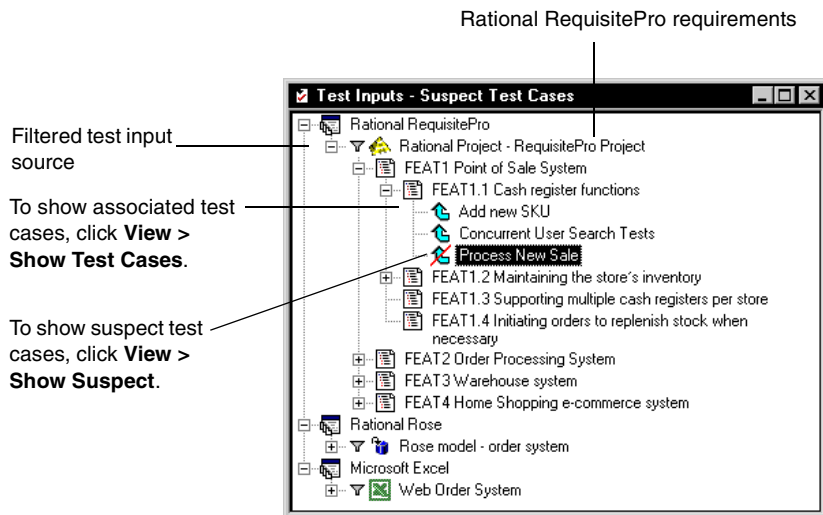 Rational RequisitePro requirements
Test Inputs - Suspect Test Cases
Filtered test input
source
To show associated test
cases, click View >
Show Test Cases.
To show suspect test
cases, click View >
Show Suspect.
Rational RequisitePro
Rational Project - RequisitePro Project
FEAT1 Point of Sale System
FEAT1.1 Cash register functions
Add new SKU
Concurrent User Search Tests
Process New Sale
FEAT1.2 Maintaining the store's inventory
FEAT1.3 Supporting multiple cash registers per store
FEAT1.4 Initiating orders to replenish stock when
necessary
FEAT2 Order Processing System
FEAT3 Warehouse system
FEAT4 Home Shopping e-commerce system
Rational Rose
Rose model - order system
Microsoft Excel
Web Order System